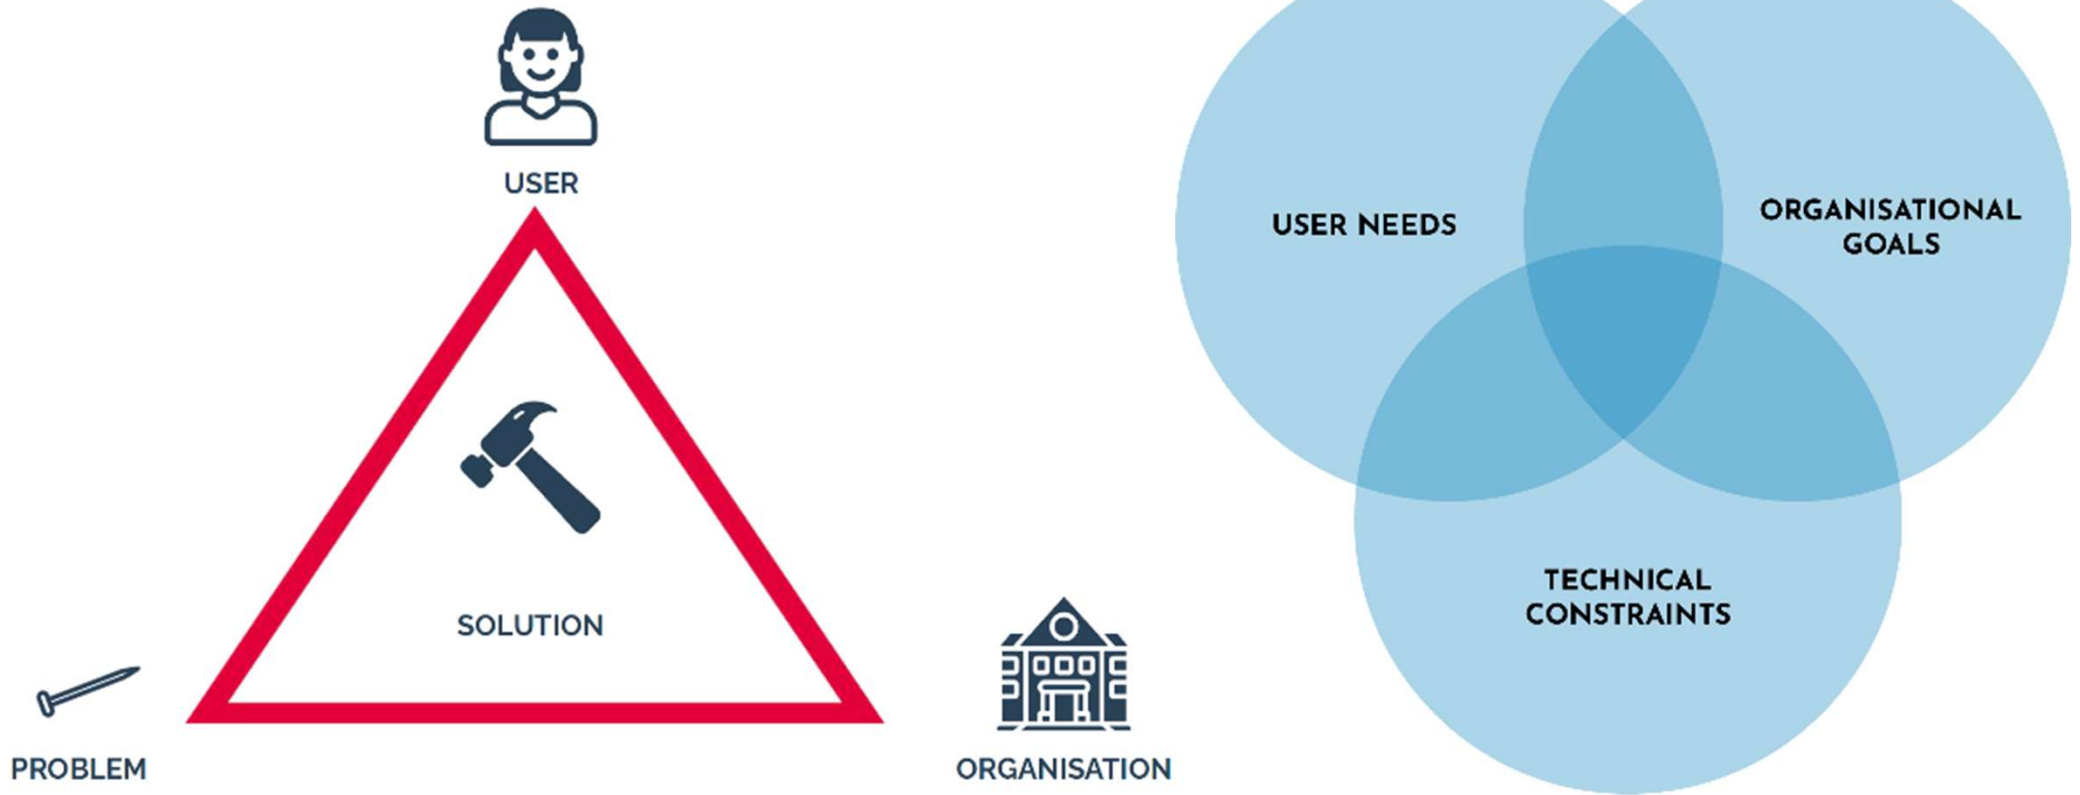 USER
SOLUTION
PROBLEM
ORGANISATION
USER NEEDS
ORGANISATIONAL
GOALS
TECHNICAL
CONSTRAINTS